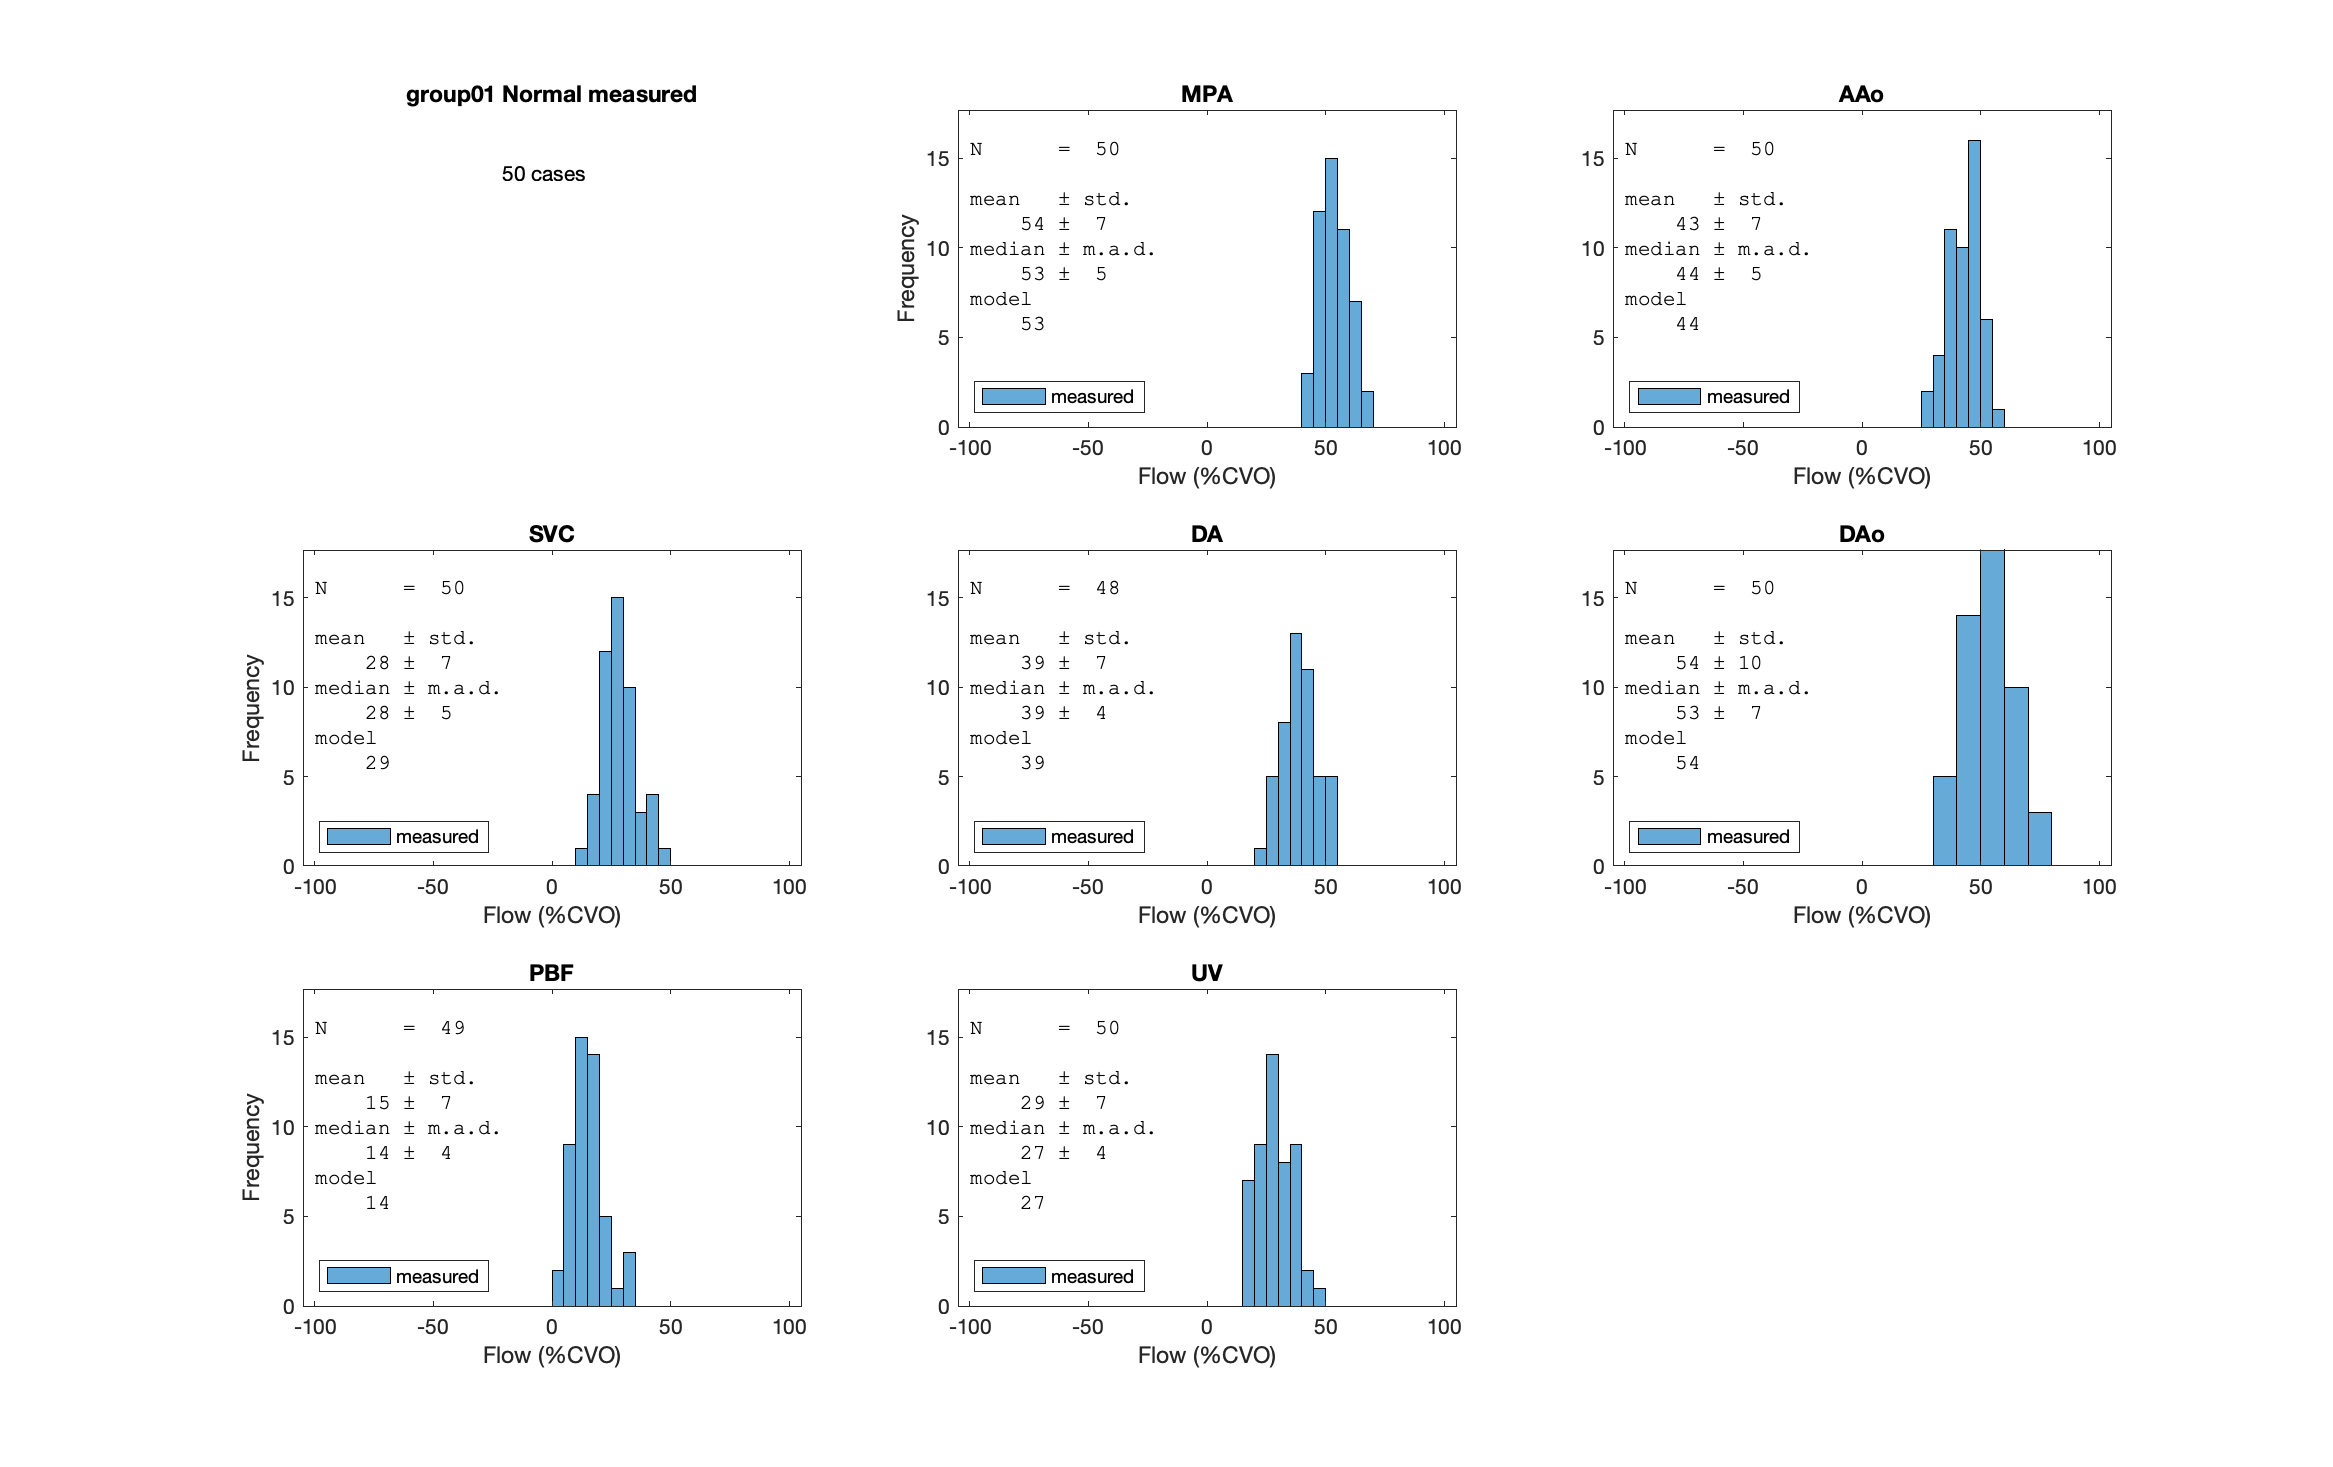 group01 Normal measured
50 cases
MPA
N = 50
mean ± std.
54 ± 7
median ± m.a.d.
53 ± 5
model
53
measured
Frequency
0
5
10
15
-100 -50 0 50 100
Flow (%CVO)
AAo
N = 50
mean ± std.
43 ± 7
median ± m.a.d.
44 ± 5
model
44
measured
0
5
10
15
-100 -50 0 50 100
Flow (%CVO)
SVC
N = 50
mean ± std.
28 ± 7
median ± m.a.d.
28 ± 5
model
29
measured
Frequency
0
5
10
15
-100 -50 0 50 100
Flow (%CVO)
DA
N = 48
mean ± std.
39 ± 7
median ± m.a.d.
39 ± 4
model
39
measured
0
5
10
15
-100 -50 0 50 100
Flow (%CVO)
DAo
N = 50
mean ± std.
54 ± 10
median ± m.a.d.
53 ± 7
model
54
measured
0
5
10
15
-100 -50 0 50 100
Flow (%CVO)
PBF
N = 49
mean ± std.
15 ± 7
median ± m.a.d.
14 ± 4
model
14
measured
Frequency
0
5
10
15
-100 -50 0 50 100
Flow (%CVO)
UV
N = 50
mean ± std.
29 ± 7
median ± m.a.d.
27 ± 4
model
27
measured
0
5
10
15
-100 -50 0 50 100
Flow (%CVO)